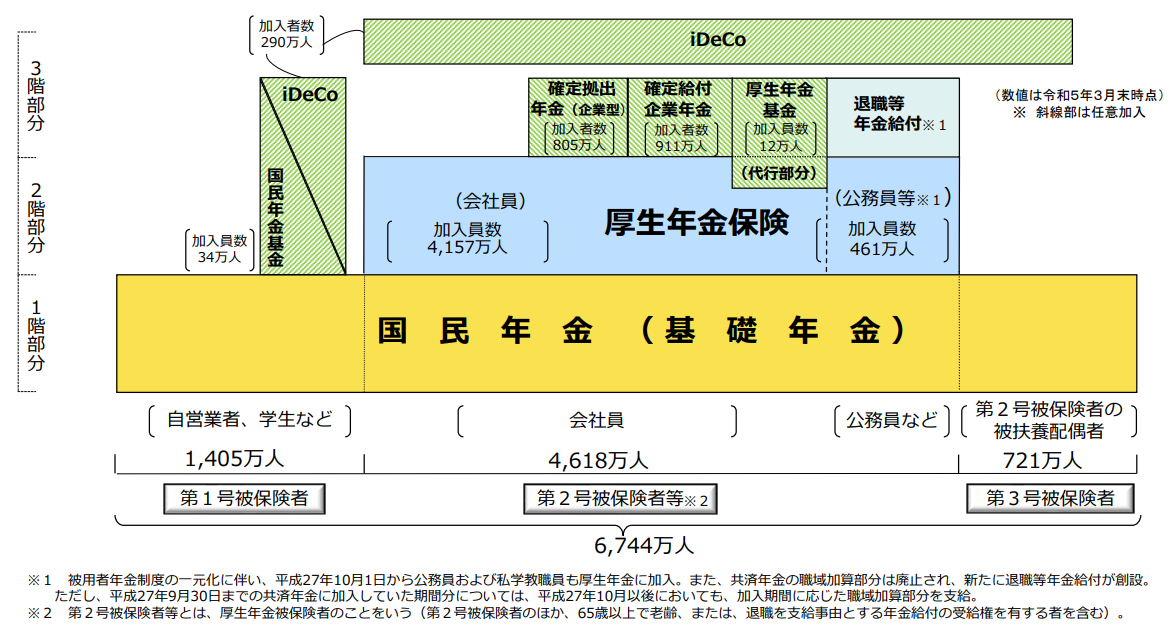 加入者数
290万人
iDeCo
3階部分
iDeCo
国民年金基金
確定拠出
年金（企業型）
加入者数
805万人
確定給付
企業年金
加入者数
911万人
厚生年金
基金
加入員数
12万人
（代行部分）
退職等
年金給付※１
（数値は令和5年3月末時点）
※ 斜線部は任意加入
2階部分
加入員数
34万人
（会社員）
加入員数
4,157万人
厚生年金保険
（公務員等※１）
加入員数
461万人
1階部分
国民年金（基礎年金）
自営業者、学生など
会社員
公務員など
第２号被保険者の
被扶養配偶者
1,405万人
4,618万人
721万人
第１号被保険者
第２号被保険者等※２
第３号被保険者
6,744万人
※１ 被用者年金制度の一元化に伴い、平成27年10月1日から公務員および私学教職員も厚生年金に加入。また、共済年金の職域加算部分は廃止され、新たに退職等年金給付が創設。
ただし、平成27年9月30日までの共済年金に加入していた期間分については、平成27年10月以後においても、加入期間に応じた職域加算部分を支給。
※２ 第２号被保険者等とは、厚生年金被保険者のことをいう（第２号被保険者のほか、65歳以上で老齢、または、退職を支給事由とする年金給付の受給権を有する者を含む）。